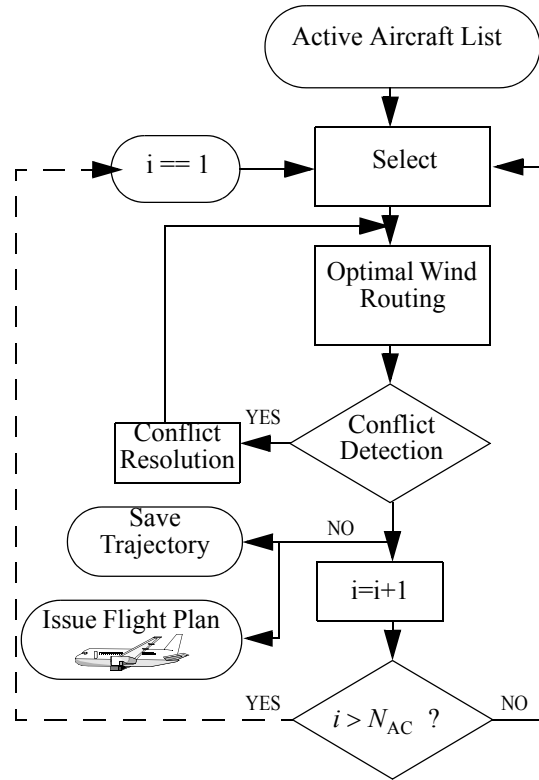 Active Aircraft List
i == 1
Select
Optimal Wind
Routing
YES
Conflict
Detection
Conflict
Resolution
NO
Save
Trajectory
i=i+1
Issue Flight Plan
YES
i > N_AC ?
NO